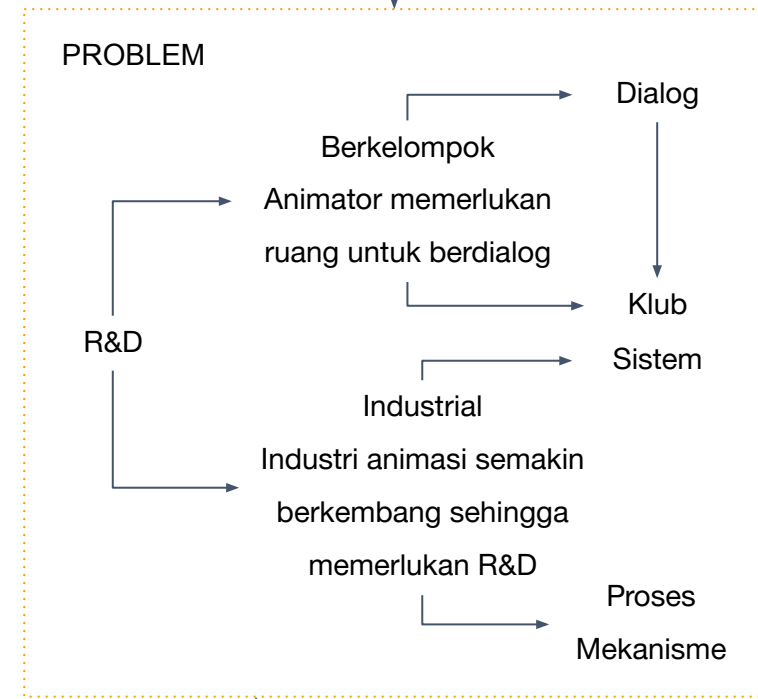 PROBLEM
Dialog
Berkelompok
Animator memerlukan
ruang untuk berdialog
Klub
R&D
Sistem
Industrial
Industri animasi semakin
berkembang sehingga
memerlukan R&D
Proses
Mekanisme